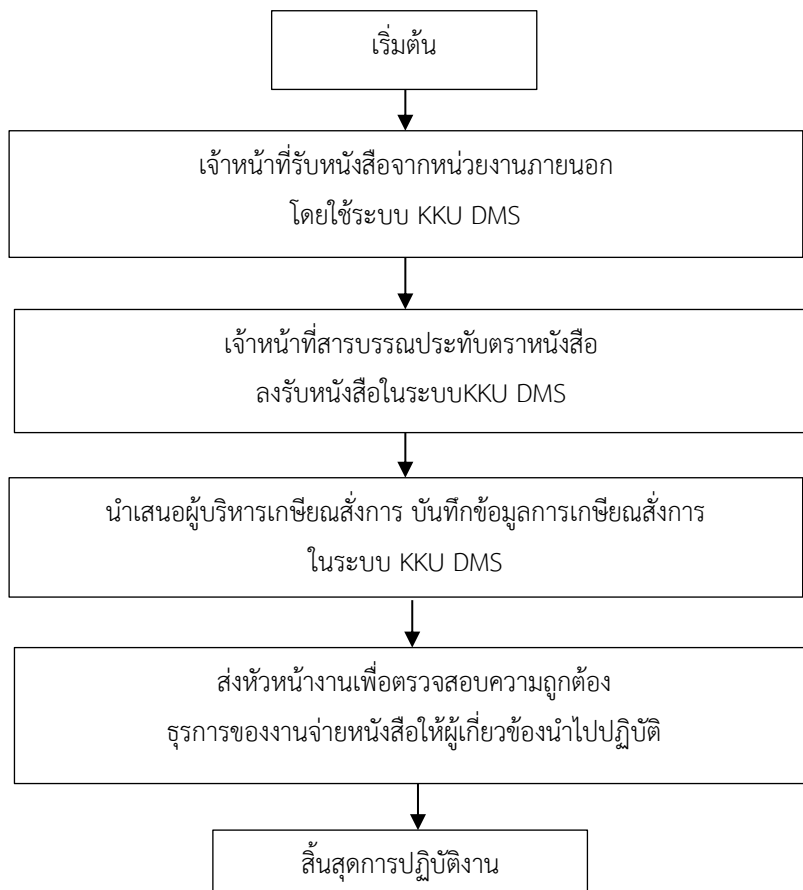 เริ่มต้น
เจ้าหน้าที่รับหนังสือจากหน่วยงานภายนอก
โดยใช้ระบบ KKU DMS
เจ้าหน้าที่สารบรรณประทับตราหนังสือ
ลงรับหนังสือในระบบKKU DMS
นำเสนอผู้บริหารเกษียณสั่งการ บันทึกข้อมูลการเกษียณสั่งการ
ในระบบ KKU DMS
ส่งหัวหน้างานเพื่อตรวจสอบความถูกต้อง
ธุรการของงานจ่ายหนังสือให้ผู้เกี่ยวข้องนำไปปฏิบัติ
สิ้นสุดการปฏิบัติงาน